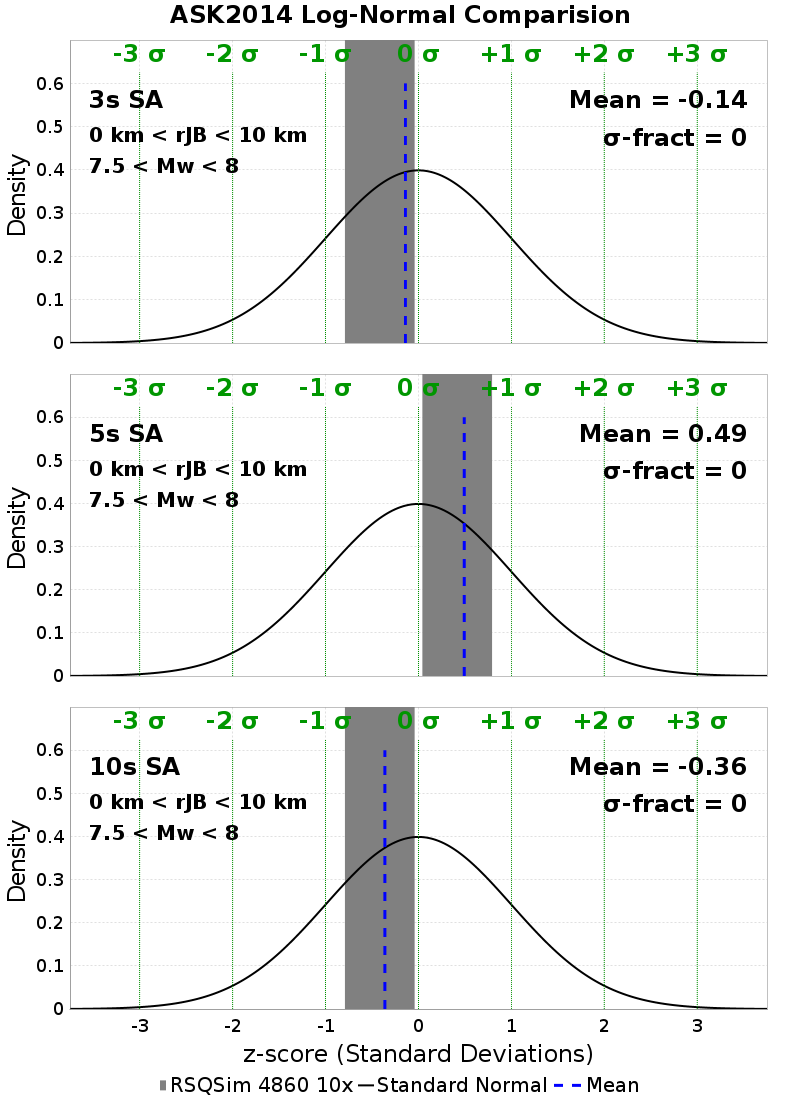 ASK2014 Log-Normal Comparision
-3 σ -2 σ -1 σ 0 σ +1 σ +2 σ +3 σ
3s SA
0 km < rJB < 10 km
7.5 < Mw < 8
Mean = -0.14
σ-fract = 0
Density
0.6
0.5
0.4
0.3
0.2
0.1
0
-3 σ -2 σ -1 σ 0 σ +1 σ +2 σ +3 σ
5s SA
0 km < rJB < 10 km
7.5 < Mw < 8
Mean = 0.49
σ-fract = 0
Density
0.6
0.5
0.4
0.3
0.2
0.1
0
-3 σ -2 σ -1 σ 0 σ +1 σ +2 σ +3 σ
10s SA
0 km < rJB < 10 km
7.5 < Mw < 8
Mean = -0.36
σ-fract = 0
Density
0.6
0.5
0.4
0.3
0.2
0.1
0
-3 -2 -1 0 1 2 3
z-score (Standard Deviations)
RSQSim 4860 10x Standard Normal Mean